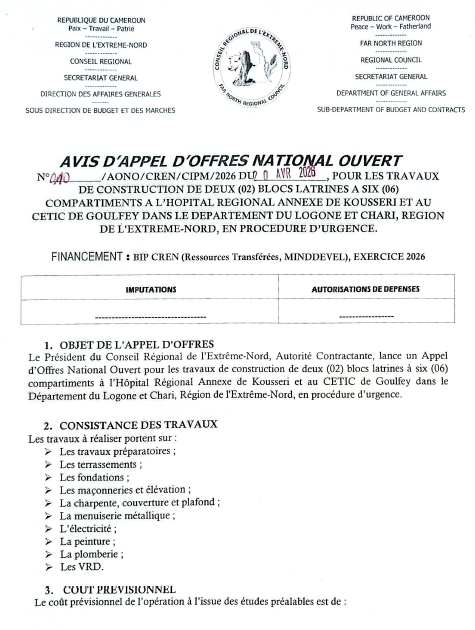 REPUBLIQUE DU CAMEROUN
Paix – Travail – Patrie
-------------
REGION DE L'EXTREME-NORD
-------------
CONSEIL REGIONAL
-------------
SECRETARIAT GENERAL
-------------
DIRECTION DES AFFAIRES GENERALES
-------------
SOUS DIRECTION DE BUDGET ET DES MARCHES
CONSEIL REGIONAL DE L'EXTREME-NORD
FAR NORTH REGIONAL COUNCIL
REPUBLIC OF CAMEROON
Peace – Work – Fatherland
-------------
FAR NORTH REGION
-------------
REGIONAL COUNCIL
-------------
SECRETARIAT GENERAL
-------------
DEPARTMENT OF GENERAL AFFAIRS
-------------
SUB-DEPARTMENT OF BUDGET AND CONTRACTS
AVIS D'APPEL D'OFFRES NATIONAL OUVERT
N°010/AONO/CREN/CIPM/2026 DU 20 AVR 2026, POUR LES TRAVAUX
DE CONSTRUCTION DE DEUX (02) BLOCS LATRINES A SIX (06)
COMPARTIMENTS A L'HOPITAL REGIONAL ANNEXE DE KOUSSERI ET AU
CETIC DE GOULFEY DANS LE DEPARTEMENT DU LOGONE ET CHARI, REGION
DE L'EXTREME-NORD, EN PROCEDURE D'URGENCE.
FINANCEMENT : BIP CREN (Ressources Transférées, MINDDEVEL), EXERCICE 2026
IMPUTATIONS AUTORISATIONS DE DEPENSES
---------------------------------- -----------------
1. OBJET DE L'APPEL D'OFFRES
Le Président du Conseil Régional de l'Extrême-Nord, Autorité Contractante, lance un Appel
d'Offres National Ouvert pour les travaux de construction de deux (02) blocs latrines à six (06)
compartiments à l'Hôpital Régional Annexe de Kousseri et au CETIC de Goulfey dans le
Département du Logone et Chari, Région de l'Extrême-Nord, en procédure d'urgence.
2. CONSISTANCE DES TRAVAUX
Les travaux à réaliser portent sur :
➢ Les travaux préparatoires ;
➢ Les terrassements ;
➢ Les fondations ;
➢ Les maçonneries et élévation ;
➢ La charpente, couverture et plafond ;
➢ La menuiserie métallique ;
➢ L'électricité ;
➢ La peinture ;
➢ La plomberie ;
➢ Les VRD.
3. COUT PREVISIONNEL
Le coût prévisionnel de l'opération à l'issue des études préalables est de :